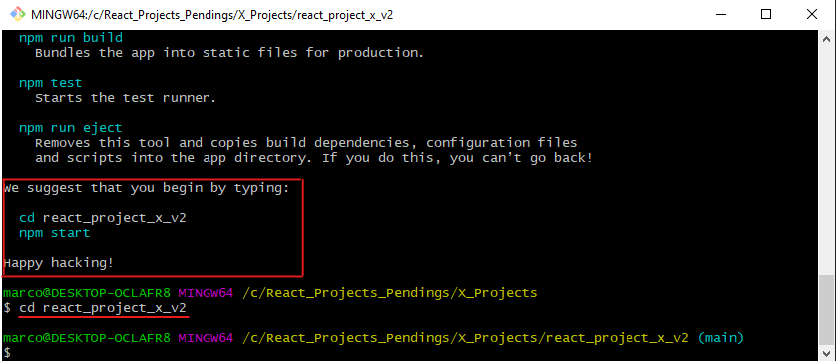 MINGW64:/c/React_Projects_Pendings/X_Projects/react_project_x_v2
npm run build
Bundles the app into static files for production.
npm test
Starts the test runner.
npm run eject
Removes this tool and copies build dependencies, configuration files
and scripts into the app directory. If you do this, you can’t go back!
We suggest that you begin by typing:
cd react_project_x_v2
npm start
Happy hacking!
marco@DESKTOP-OCLAFR8 MINGW64 /c/React_Projects_Pendings/X_Projects
$ cd react_project_x_v2
marco@DESKTOP-OCLAFR8 MINGW64 /c/React_Projects_Pendings/X_Projects/react_project_x_v2 (main)
$